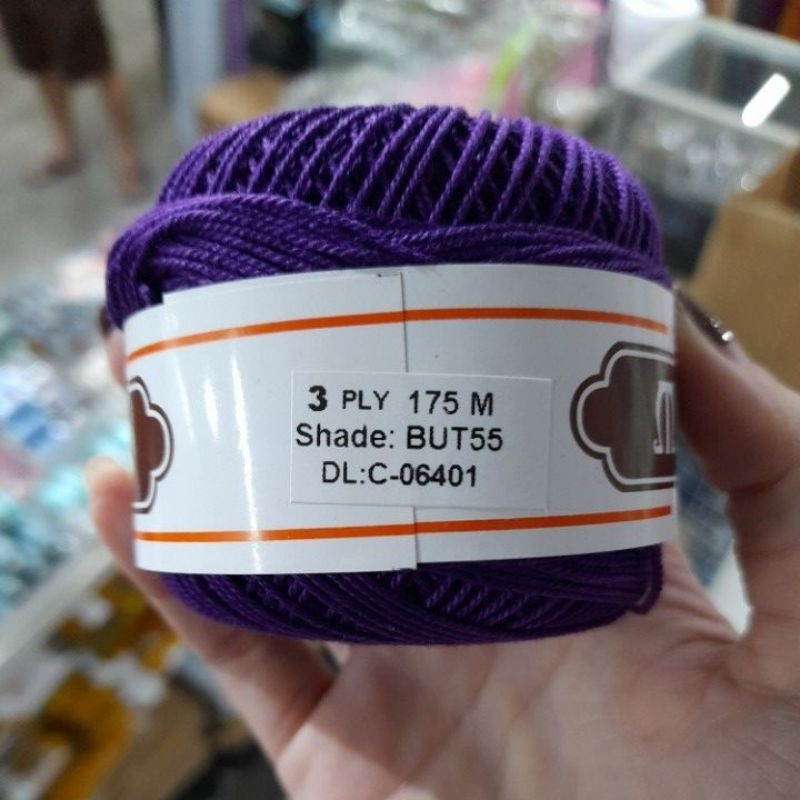 3 PLY 175 M
Shade: BUT55
DL:C-06401